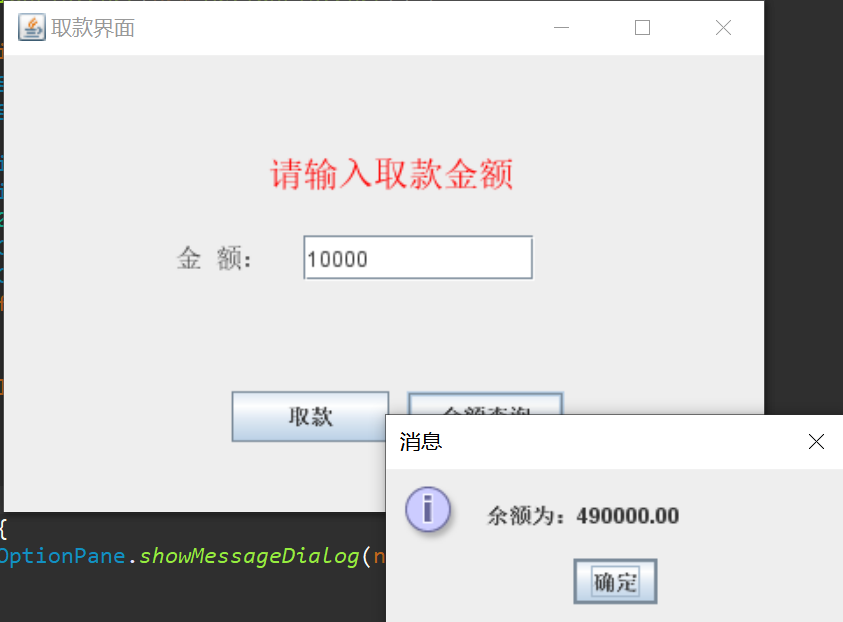 取款界面
请输入取款金额
金 额：
10000
取款
消息
余额为：490000.00
确定
{
OptionPane.showMessageDialog(n